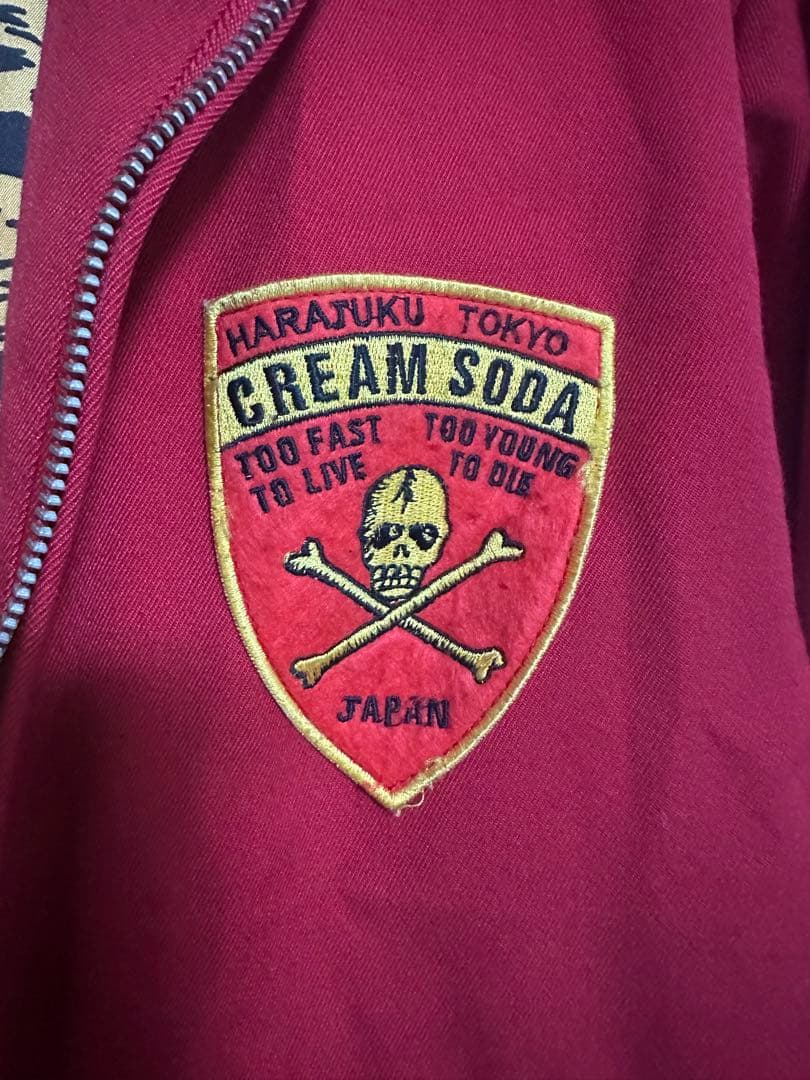 HARAJUKU TOKYO
CREAM SODA
TOO FAST TOO YOUNG
TO LIVE TO DIE
JAPAN